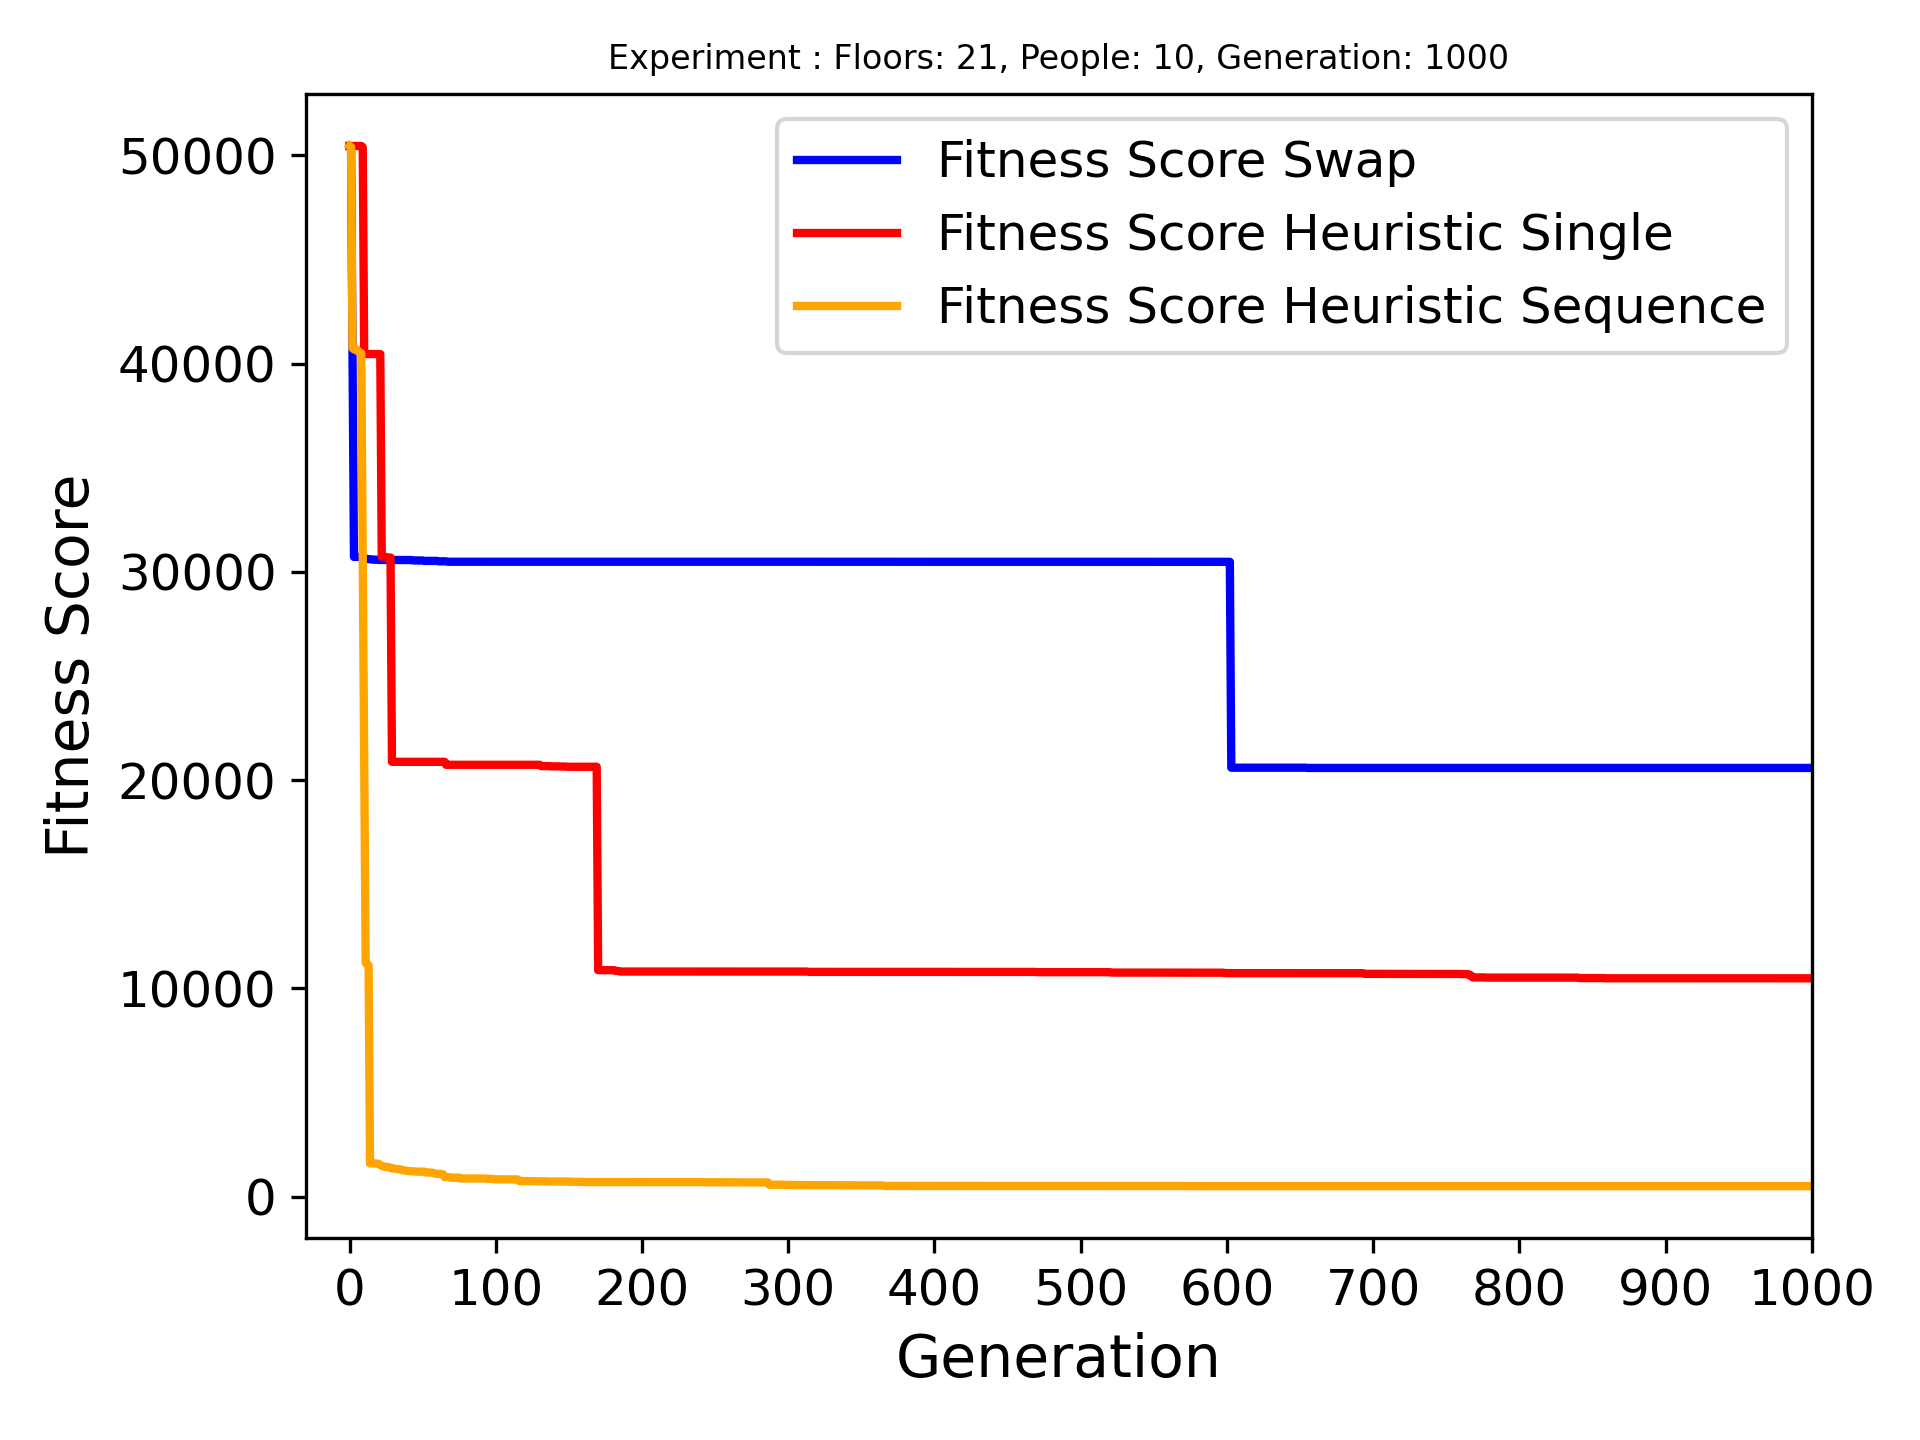 Experiment : Floors: 21, People: 10, Generation: 1000
Fitness Score Swap
Fitness Score Heuristic Single
Fitness Score Heuristic Sequence
Fitness Score
50000
40000
30000
20000
10000
0
0 100 200 300 400 500 600 700 800 900 1000
Generation